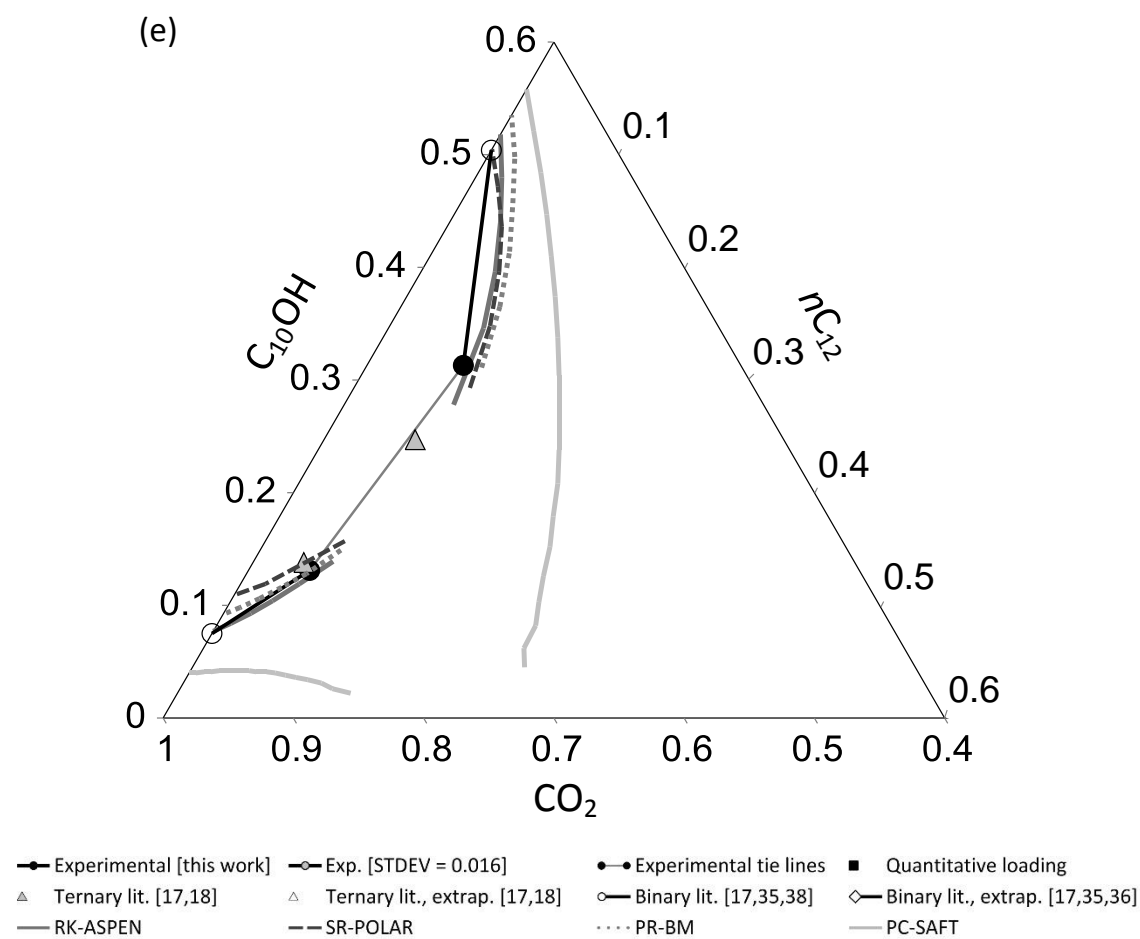 (e)
0.6
0.1
0.5
0.2
0.4
C₁₀OH
nC₁₂
0.3
0.3
0.4
0.2
0.5
0.1
0.6
0
1 0.9 0.8 0.7 0.6 0.5 0.4
CO₂
Experimental [this work] Exp. [STDEV = 0.016] Experimental tie lines Quantitative loading
Ternary lit. [17,18] Ternary lit., extrap. [17,18] Binary lit. [17,35,38] Binary lit., extrap. [17,35,36]
RK-ASPEN SR-POLAR PR-BM PC-SAFT